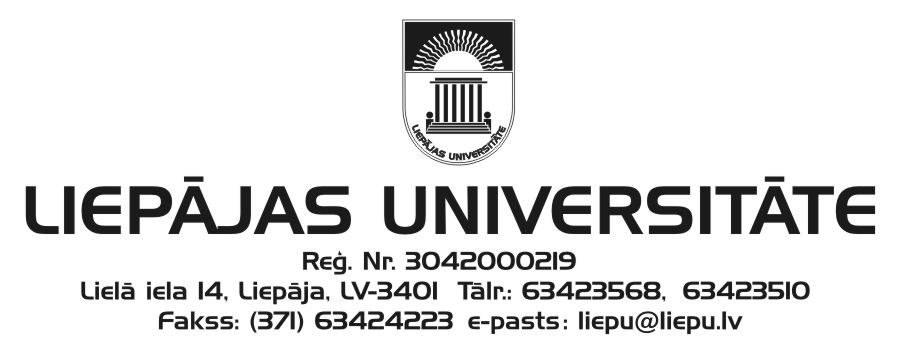 LIEPĀJAS UNIVERSITĀTE
LIEPĀJAS UNIVERSITĀTE
Reģ. Nr. 3042000219
Lielā iela 14, Liepāja, LV-3401 Tālr.: 63423568, 63423510
Fakss: (371) 63424223 e-pasts: liepu@liepu.lv